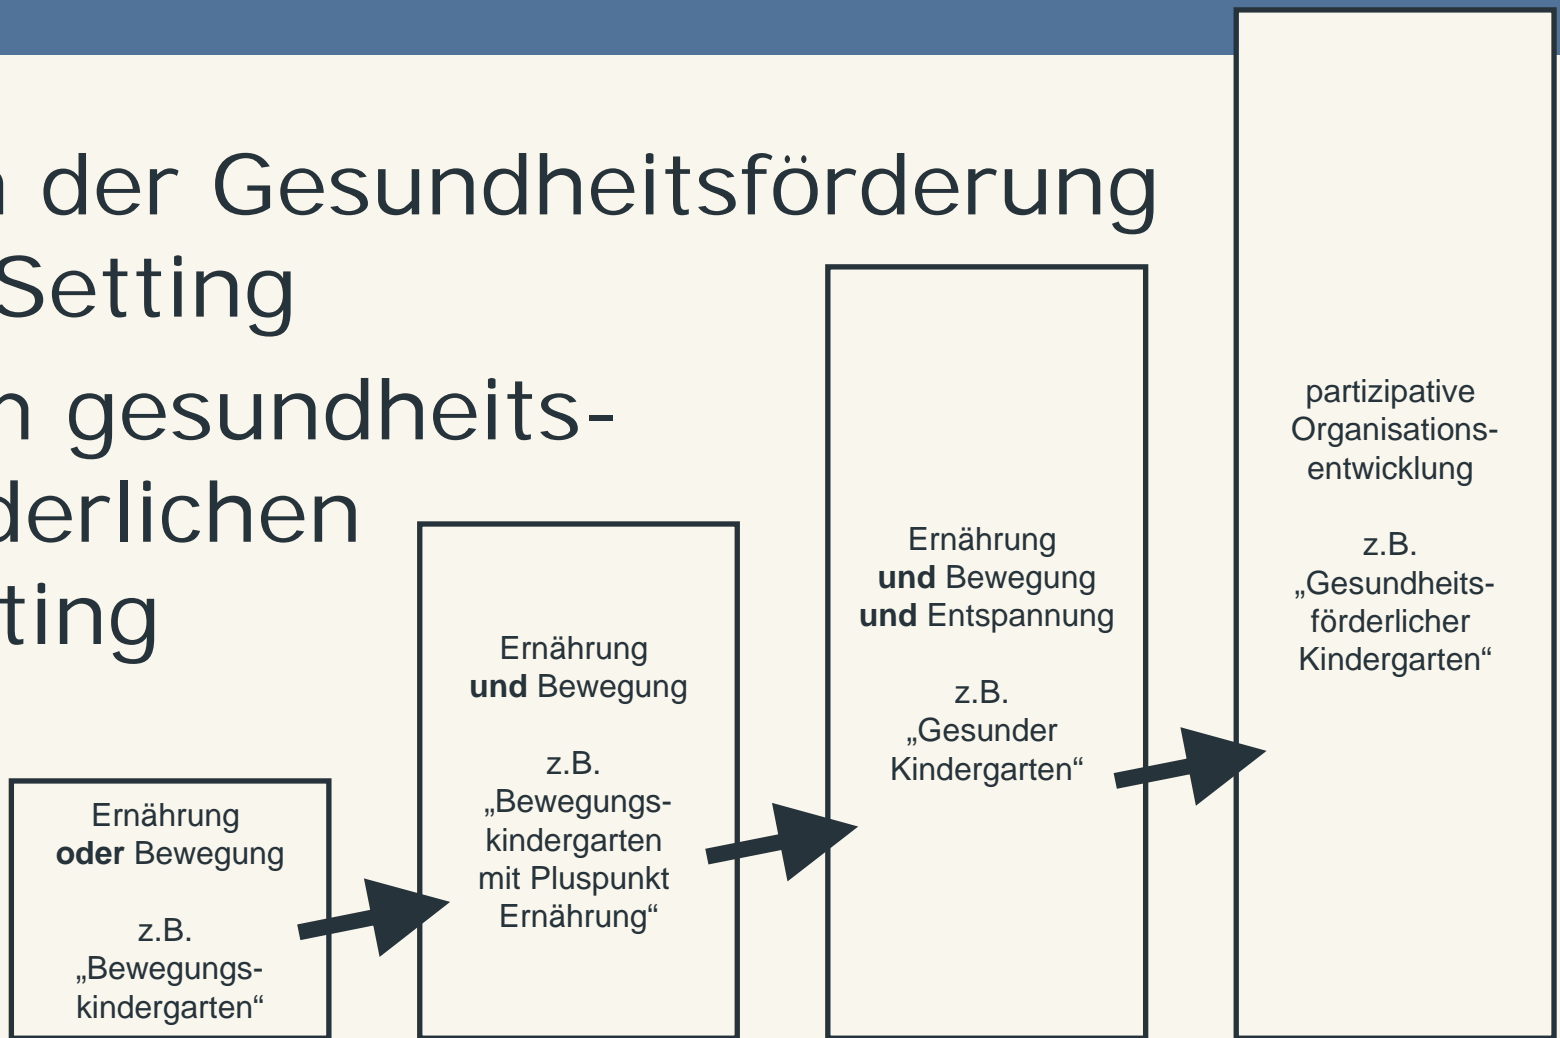 der Gesundheitsförderung
Setting
gesundheits-
derlichen
ting
Ernährung
oder Bewegung
z.B.
„Bewegungs-
kindergarten“
Ernährung
und Bewegung
z.B.
„Bewegungs-
kindergarten
mit Pluspunkt
Ernährung“
Ernährung
und Bewegung
und Entspannung
z.B.
„Gesunder
Kindergarten“
partizipative
Organisations-
entwicklung
z.B.
„Gesundheits-
förderlicher
Kindergarten“